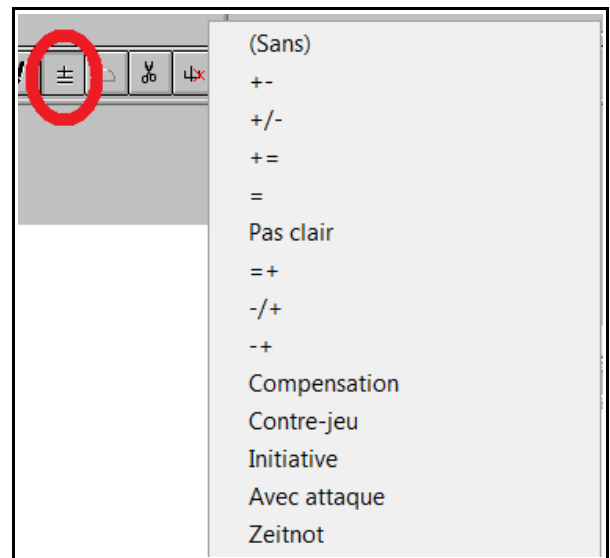 ±
(Sans)
+-
+/-
+=
=
Pas clair
=+
-/+
-+
Compensation
Contre-jeu
Initiative
Avec attaque
Zeitnot